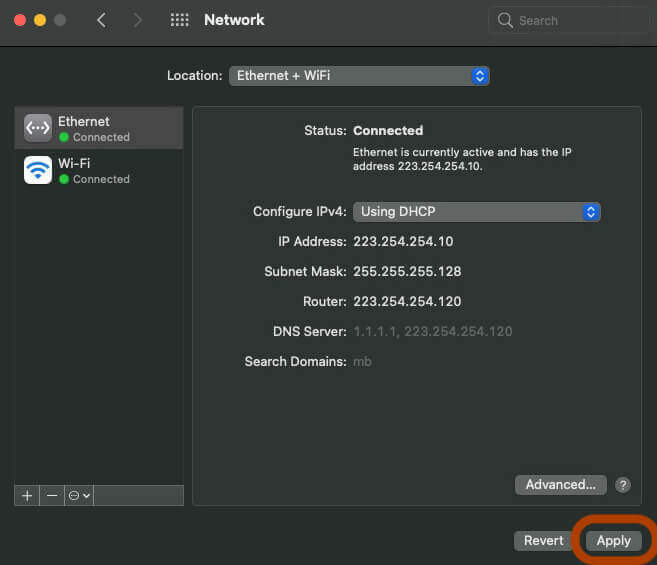 Network
Search
Location: Ethernet + WiFi
Ethernet
Connected
Wi-Fi
Connected
Status: Connected
Ethernet is currently active and has the IP
address 223.254.254.10.
Configure IPv4: Using DHCP
IP Address: 223.254.254.10
Subnet Mask: 255.255.255.128
Router: 223.254.254.120
DNS Server: 1.1.1.1, 223.254.254.120
Search Domains: mb
Advanced... ?
Revert Apply